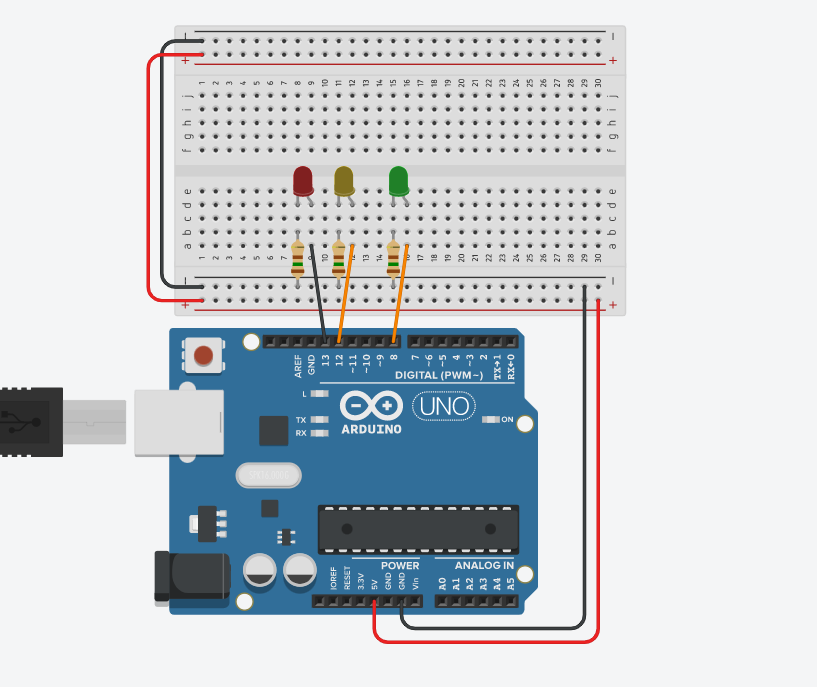 − −
+ +
1 2 3 4 5 6 7 8 9 10 11 12 13 14 15 16 17 18 19 20 21 22 23 24 25 26 27 28 29 30
j j
i i
h h
g g
f f
e e
d d
c c
b b
a a
1 2 3 4 5 6 7 9 10 11 13 14 15 17 18 19 20 21 22 23 24 25 26 27 28 29 30
− −
+ +
AREF GND 13 12 ~11 ~10 ~9 8 7 ~6 ~5 4 ~3 2 TX→1 RX←0
DIGITAL (PWM~)
L
TX
RX
UNO
ON
ARDUINO
POWER ANALOG IN
IOREF RESET 3.3V 5V GND GND Vin A0 A1 A2 A3 A4 A5